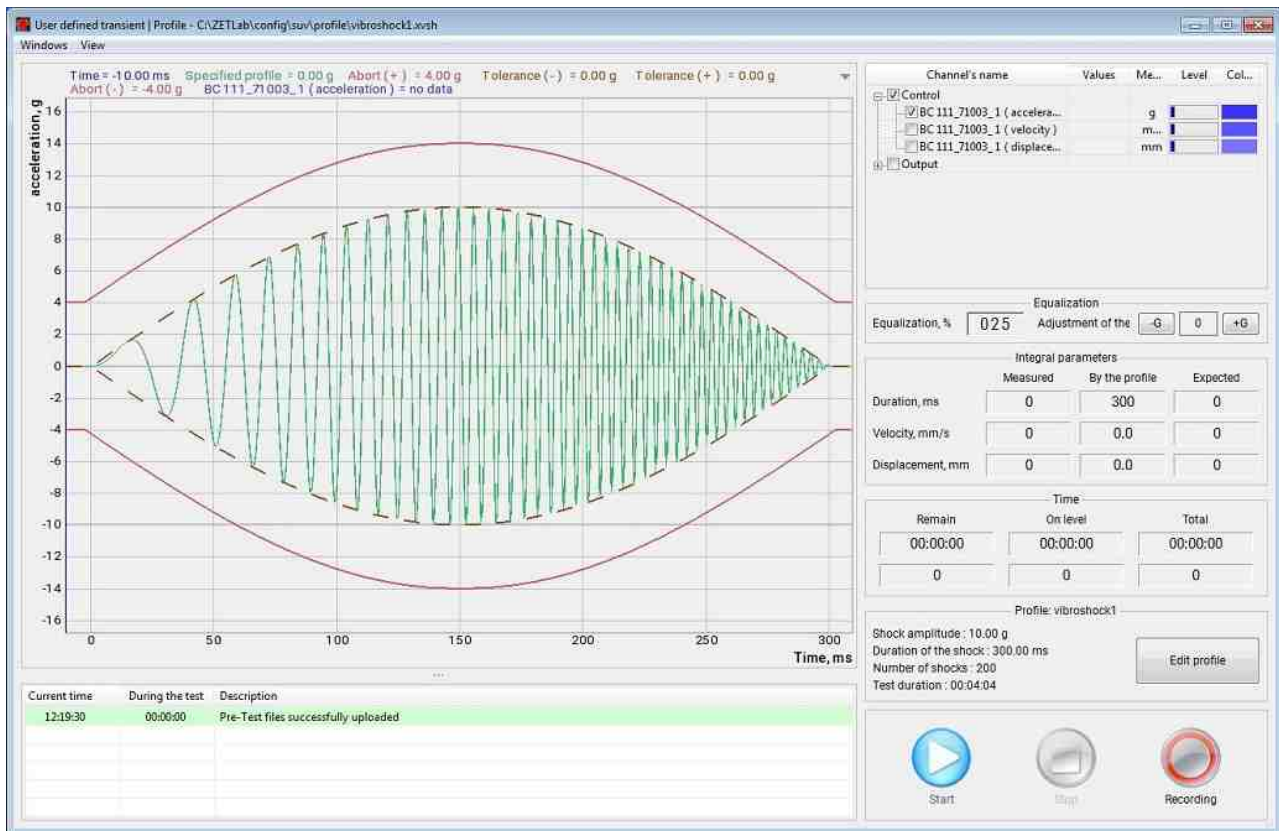 User defined transient | Profile - C:\ZETLab\config\suv\profile\vibroshock1.xvsh
Windows View
Time = -10.00 ms Specified profile = 0.00 g Abort (+) = 4.00 g Tolerance (-) = 0.00 g Tolerance (+) = 0.00 g
Abort (-) = -4.00 g BC 111_71003_1 (acceleration) = no data
acceleration, g
16
14
12
10
8
6
4
2
0
-2
-4
-6
-8
-10
-12
-14
-16
0 50 100 150 200 250 300
Time, ms
Current time During the test Description
12:19:30 00:00:00 Pre-Test files successfully uploaded
Channel's name Values Me... Level Col...
Control
BC 111_71003_1 ( accelera... g
BC 111_71003_1 ( velocity ) m...
BC 111_71003_1 ( displace... mm
Output
Equalization
Equalization, % 025 Adjustment of the -G 0 +G
Integral parameters
Measured By the profile Expected
Duration, ms 0 300 0
Velocity, mm/s 0 0.0 0
Displacement, mm 0 0.0 0
Time
Remain On level Total
00:00:00 00:00:00 00:00:00
0 0 0
Profile: vibroshock1
Shock amplitude : 10.00 g
Duration of the shock : 300.00 ms
Number of shocks : 200
Test duration : 00:04:04
Edit profile
Start Stop Recording